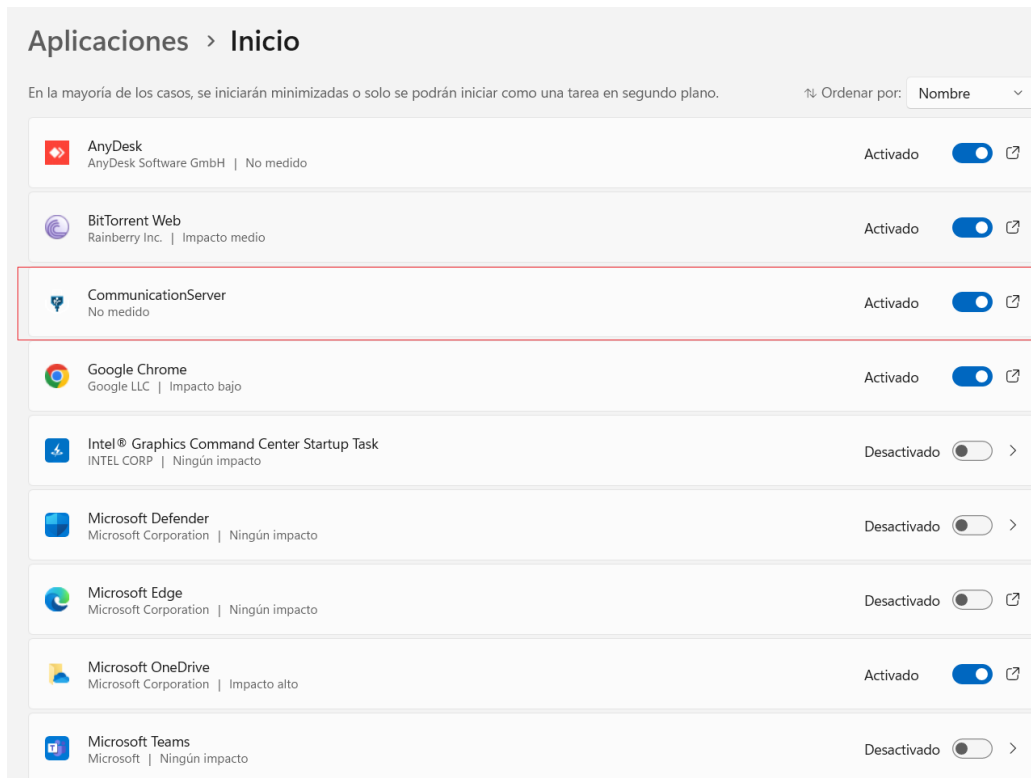 Aplicaciones > Inicio
En la mayoría de los casos, se iniciarán minimizadas o solo se podrán iniciar como una tarea en segundo plano.
Ordenar por: Nombre
AnyDesk
AnyDesk Software GmbH | No medido
Activado
BitTorrent Web
Rainberry Inc. | Impacto medio
Activado
CommunicationServer
No medido
Activado
Google Chrome
Google LLC | Impacto bajo
Activado
Intel® Graphics Command Center Startup Task
INTEL CORP | Ningún impacto
Desactivado
Microsoft Defender
Microsoft Corporation | Ningún impacto
Desactivado
Microsoft Edge
Microsoft Corporation | Ningún impacto
Desactivado
Microsoft OneDrive
Microsoft Corporation | Impacto alto
Activado
Microsoft Teams
Microsoft | Ningún impacto
Desactivado